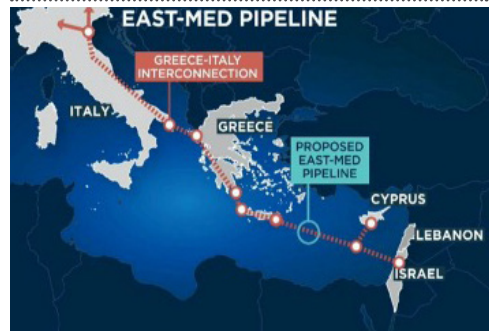 EAST-MED PIPELINE
GREECE-ITALY
INTERCONNECTION
ITALY
GREECE
PROPOSED
EAST-MED
PIPELINE
CYPRUS
LEBANON
ISRAEL